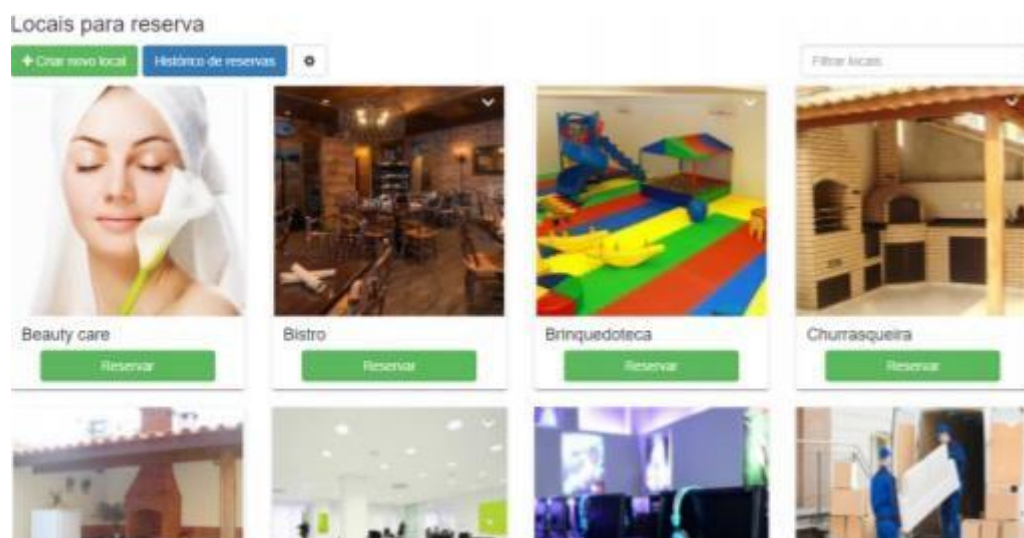 Locais para reserva
+ Criar novo local
Histórico de reservas
Filtrar locais
Beauty care
Bistro
Brinquedoteca
Churrasqueira
Reservar
Reservar
Reservar
Reservar